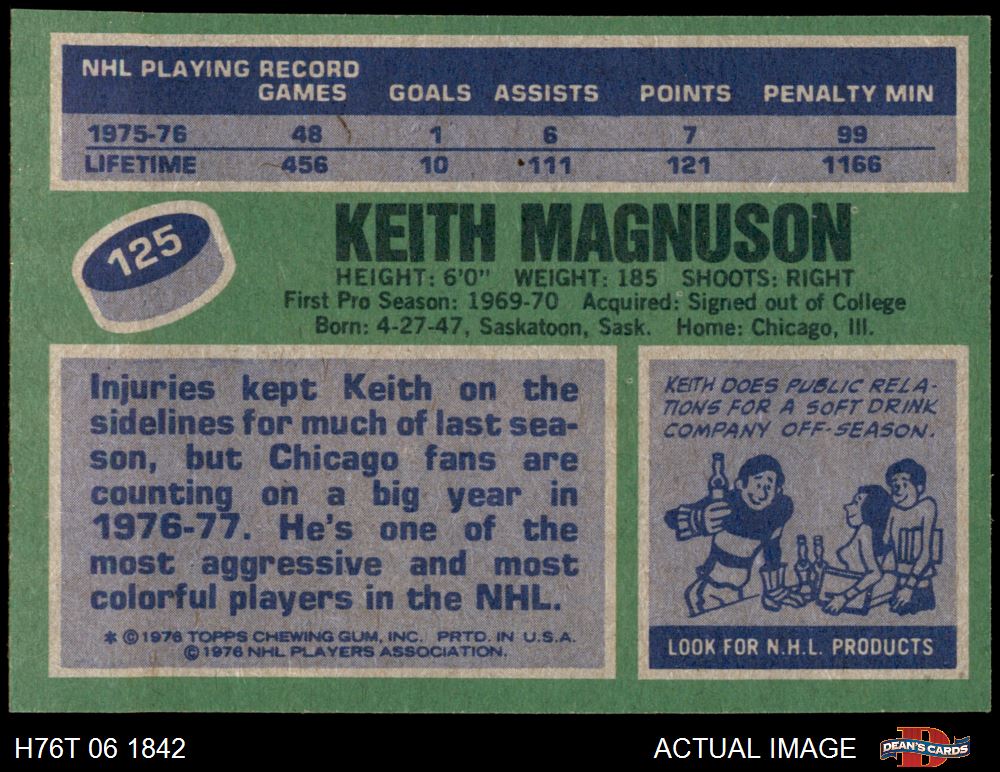 NHL PLAYING RECORD
GAMES GOALS ASSISTS POINTS PENALTY MIN
1975-76 48 1 6 7 99
LIFETIME 456 10 111 121 1166
125
KEITH MAGNUSON
HEIGHT: 6'0" WEIGHT: 185 SHOOTS: RIGHT
First Pro Season: 1969-70 Acquired: Signed out of College
Born: 4-27-47, Saskatoon, Sask. Home: Chicago, Ill.
Injuries kept Keith on the
sidelines for much of last sea-
son, but Chicago fans are
counting on a big year in
1976-77. He's one of the
most aggressive and most
colorful players in the NHL.
* © 1976 TOPPS CHEWING GUM, INC. PRTD. IN U.S.A.
© 1976 NHL PLAYERS ASSOCIATION.
KEITH DOES PUBLIC RELA-
TIONS FOR A SOFT DRINK
COMPANY OFF-SEASON.
LOOK FOR N.H.L. PRODUCTS
H76T 06 1842
ACTUAL IMAGE
D
DEAN'S CARDS